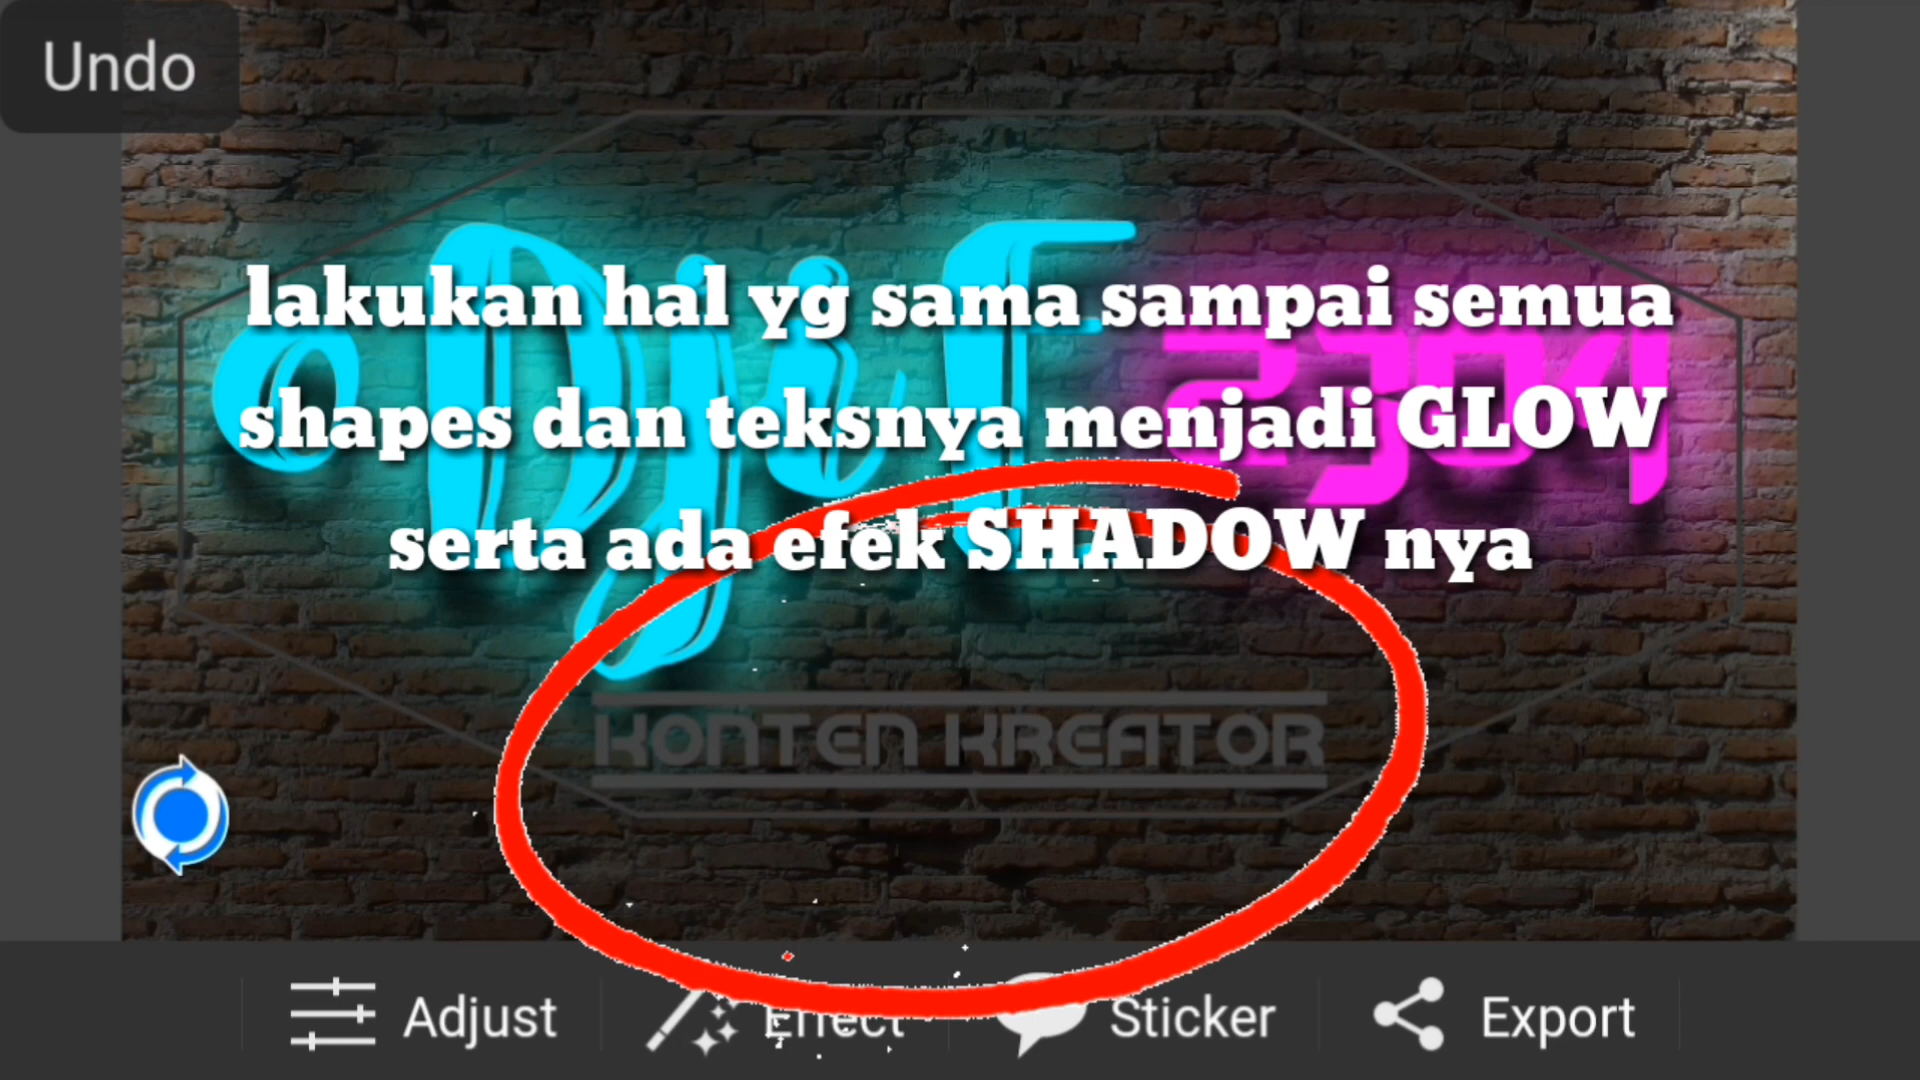 Undo
lakukan hal yg sama sampai semua
shapes dan teksnya menjadi GLOW
serta ada efek SHADOW nya
KONTEN KREATOR
Adjust
Effect
Sticker
Export